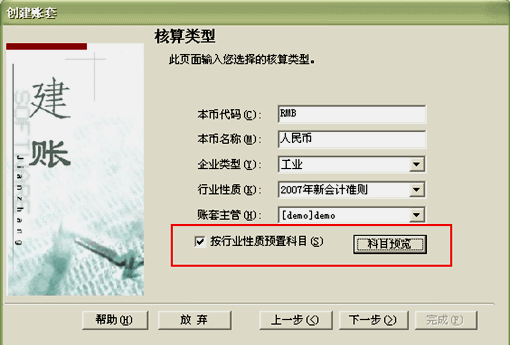 创建账套
核算类型
此页面输入您选择的核算类型。
建账
Jianzhang
SOFTWARE
本币代码(C): RMB
本币名称(M): 人民币
企业类型(Y): 工业
行业性质(K): 2007年新会计准则
账套主管(H): [demo]demo
按行业性质预置科目(S) 科目预览
帮助(H) 放弃 上一步(<) 下一步(>) 完成(F)